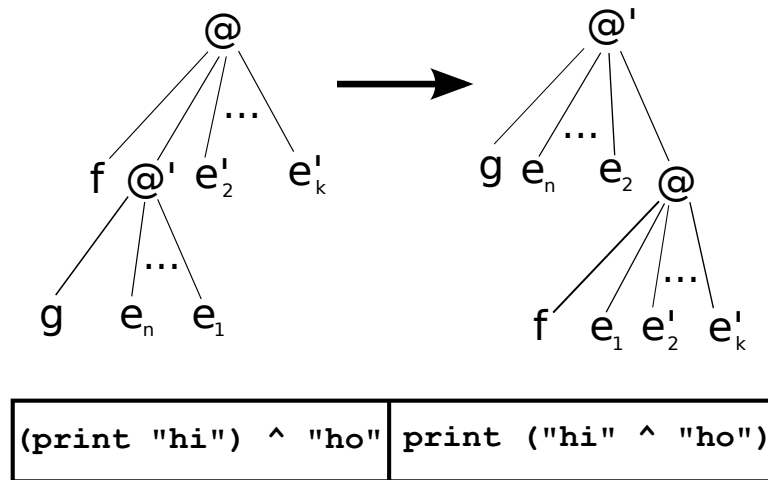 @ @'
... ...
f @' e'₂ e'ₖ g eₙ e₂ @
... ...
g eₙ e₁ f e₁ e'₂ e'ₖ
(print "hi") ^ "ho" print ("hi" ^ "ho")